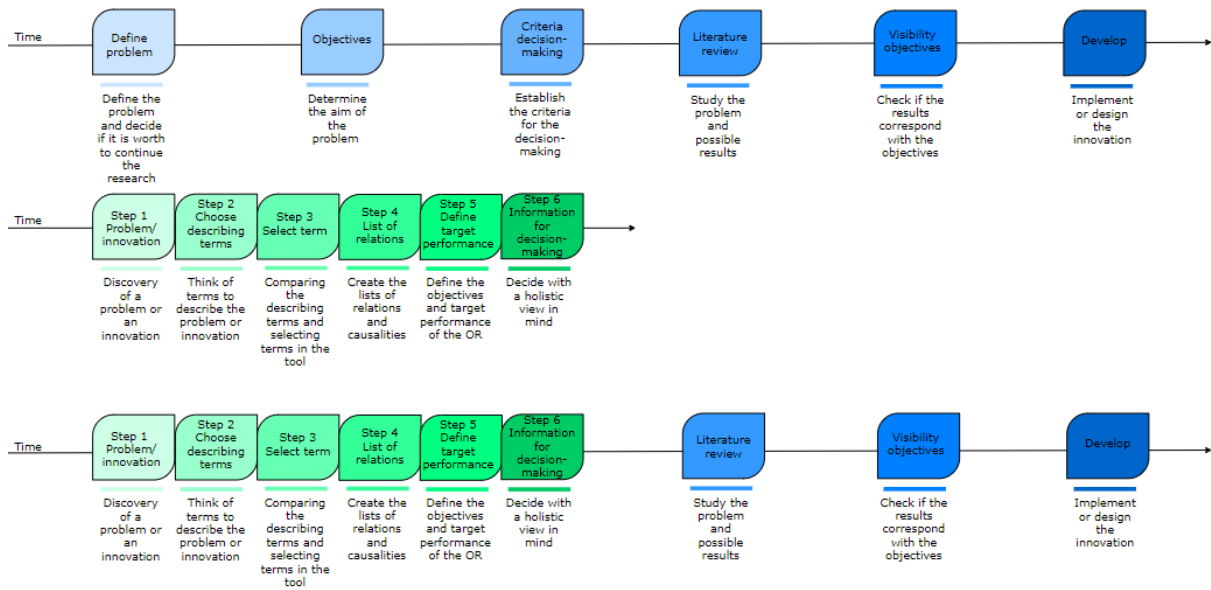 Time
Define
problem
Objectives
Criteria
decision-
making
Literature
review
Visibility
objectives
Develop
Define the
problem
and decide
if it is worth
to continue
the
research
Determine
the aim of
the
problem
Establish
the criteria
for the
decision-
making
Study the
problem
and
possible
results
Check if the
results
correspond
with the
objectives
Implement
or design
the
innovation
Time
Step 1
Problem/
innovation
Step 2
Choose
describing
terms
Step 3
Select term
Step 4
List of
relations
Step 5
Define
target
performance
Step 6
Information
for
decision-
making
Discovery
of a
problem or
an
innovation
Think of
terms to
describe the
problem or
innovation
Comparing
the
describing
terms and
selecting
terms in the
tool
Create the
lists of
relations
and
causalities
Define the
objectives
and target
performance
of the OR
Decide with
a holistic
view in
mind
Time
Step 1
Problem/
innovation
Step 2
Choose
describing
terms
Step 3
Select term
Step 4
List of
relations
Step 5
Define
target
performance
Step 6
Information
for
decision-
making
Literature
review
Visibility
objectives
Develop
Discovery
of a
problem or
an
innovation
Think of
terms to
describe the
problem or
innovation
Comparing
the
describing
terms and
selecting
terms in the
tool
Create the
lists of
relations
and
causalities
Define the
objectives
and target
performance
of the OR
Decide with
a holistic
view in
mind
Study the
problem
and
possible
results
Check if the
results
correspond
with the
objectives
Implement
or design
the
innovation